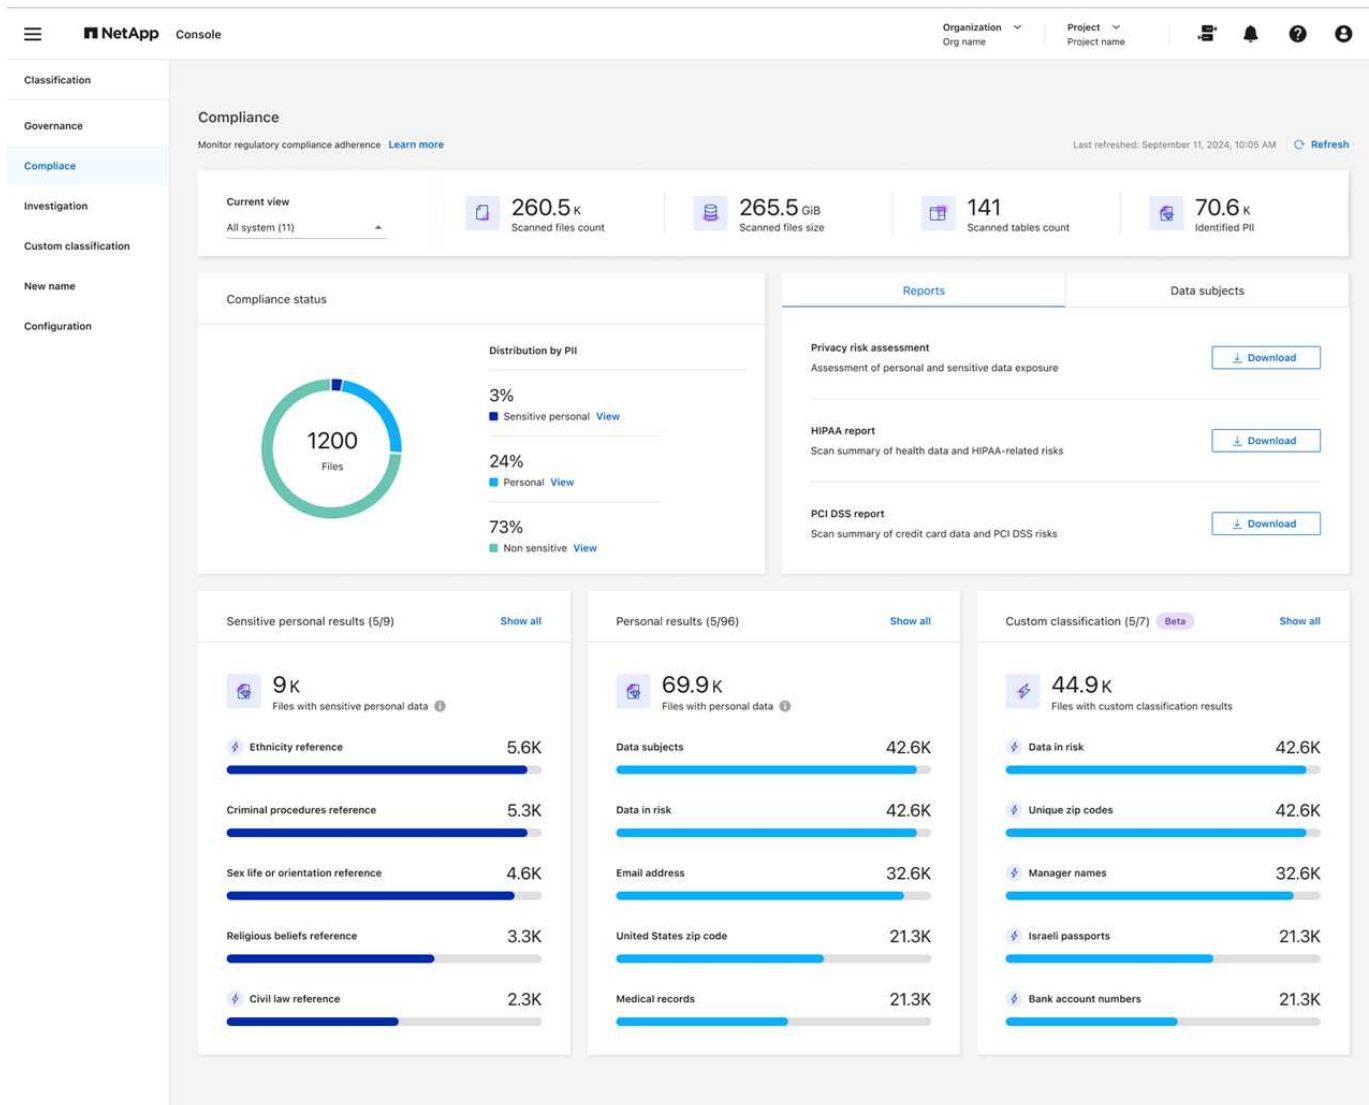 NetApp Console
Organization
Org name
Project
Project name
Classification
Governance
Compliace
Investigation
Custom classification
New name
Configuration
Compliance
Monitor regulatory compliance adherence Learn more
Last refreshed: September 11, 2024, 10:05 AM Refresh
Current view
All system (11)
260.5 K
Scanned files count
265.5 GiB
Scanned files size
141
Scanned tables count
70.6 K
Identified PII
Compliance status
1200
Files
Distribution by PII
3%
Sensitive personal View
24%
Personal View
73%
Non sensitive View
Reports Data subjects
Privacy risk assessment
Assessment of personal and sensitive data exposure
Download
HIPAA report
Scan summary of health data and HIPAA-related risks
Download
PCI DSS report
Scan summary of credit card data and PCI DSS risks
Download
Sensitive personal results (5/9) Show all
9 K
Files with sensitive personal data
Ethnicity reference 5.6K
Criminal procedures reference 5.3K
Sex life or orientation reference 4.6K
Religious beliefs reference 3.3K
Civil law reference 2.3K
Personal results (5/96) Show all
69.9 K
Files with personal data
Data subjects 42.6K
Data in risk 42.6K
Email address 32.6K
United States zip code 21.3K
Medical records 21.3K
Custom classification (5/7) Beta Show all
44.9 K
Files with custom classification results
Data in risk 42.6K
Unique zip codes 42.6K
Manager names 32.6K
Israeli passports 21.3K
Bank account numbers 21.3K